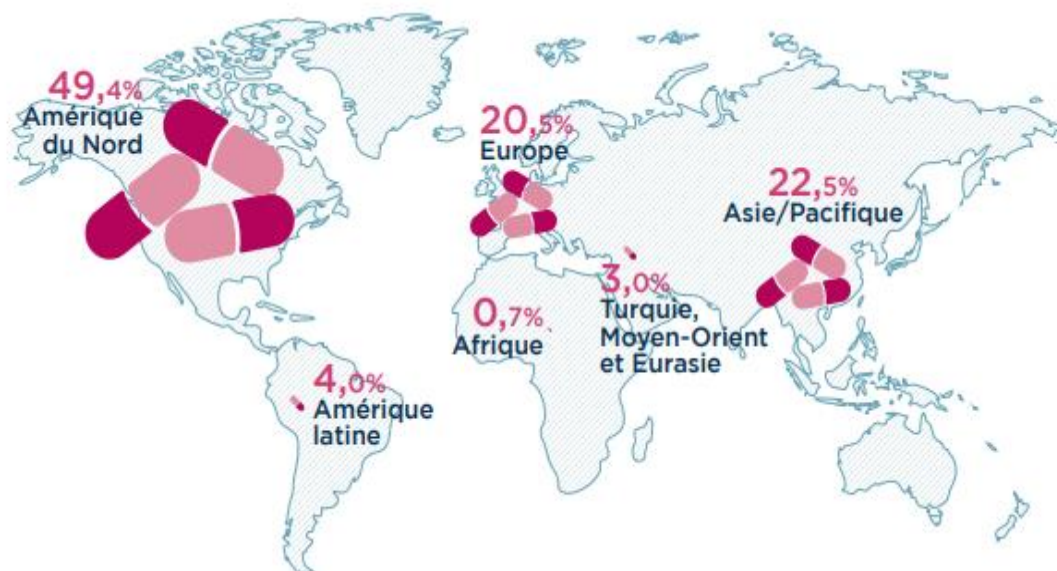 49,4%
Amérique
du Nord
20,5%
Europe
22,5%
Asie/Pacifique
3,0%
Turquie,
Moyen-Orient
et Eurasie
0,7%
Afrique
4,0%
Amérique
latine